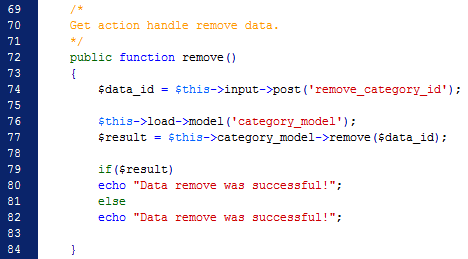 69 /*
70 Get action handle remove data.
71 */
72 public function remove()
73 {
74 $data_id = $this->input->post('remove_category_id');
75
76 $this->load->model('category_model');
77 $result = $this->category_model->remove($data_id);
78
79 if($result)
80 echo "Data remove was successful!";
81 else
82 echo "Data remove was successful!";
83
84 }